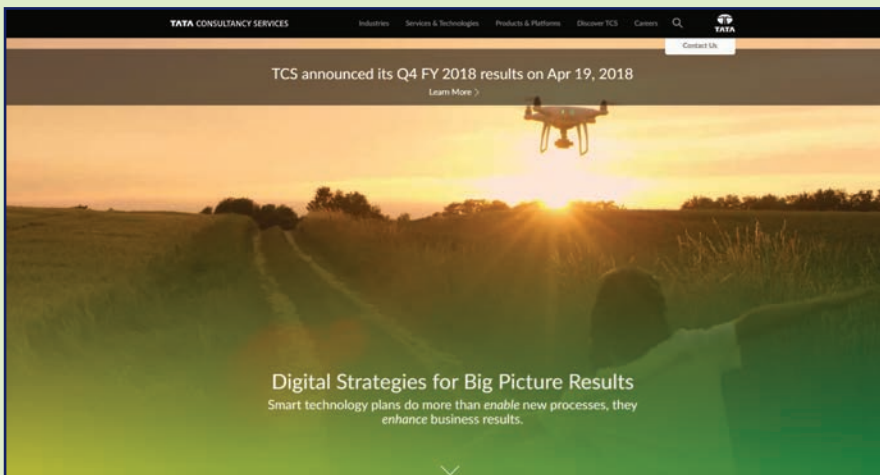 TATA CONSULTANCY SERVICES
Industries
Services & Technologies
Products & Platforms
Discover TCS
Careers
TATA
Contact Us
TCS announced its Q4 FY 2018 results on Apr 19, 2018
Learn More >
Digital Strategies for Big Picture Results
Smart technology plans do more than enable new processes, they
enhance business results.